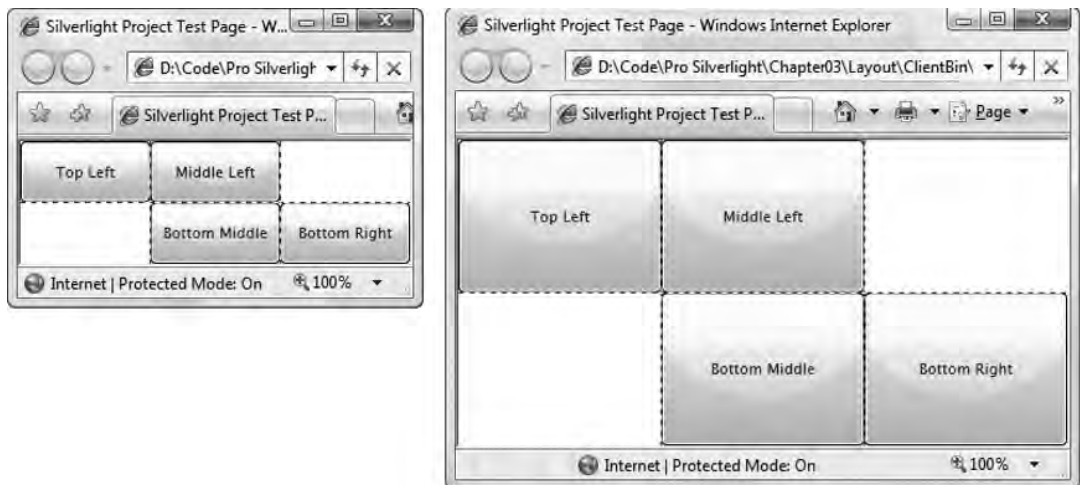 Silverlight Project Test Page - W...
D:\Code\Pro Silverligh
Silverlight Project Test P...
Top Left
Middle Left
Bottom Middle
Bottom Right
Internet | Protected Mode: On
100%
Silverlight Project Test Page - Windows Internet Explorer
D:\Code\Pro Silverlight\Chapter03\Layout\ClientBin\
Silverlight Project Test P...
Page
Top Left
Middle Left
Bottom Middle
Bottom Right
Internet | Protected Mode: On
100%